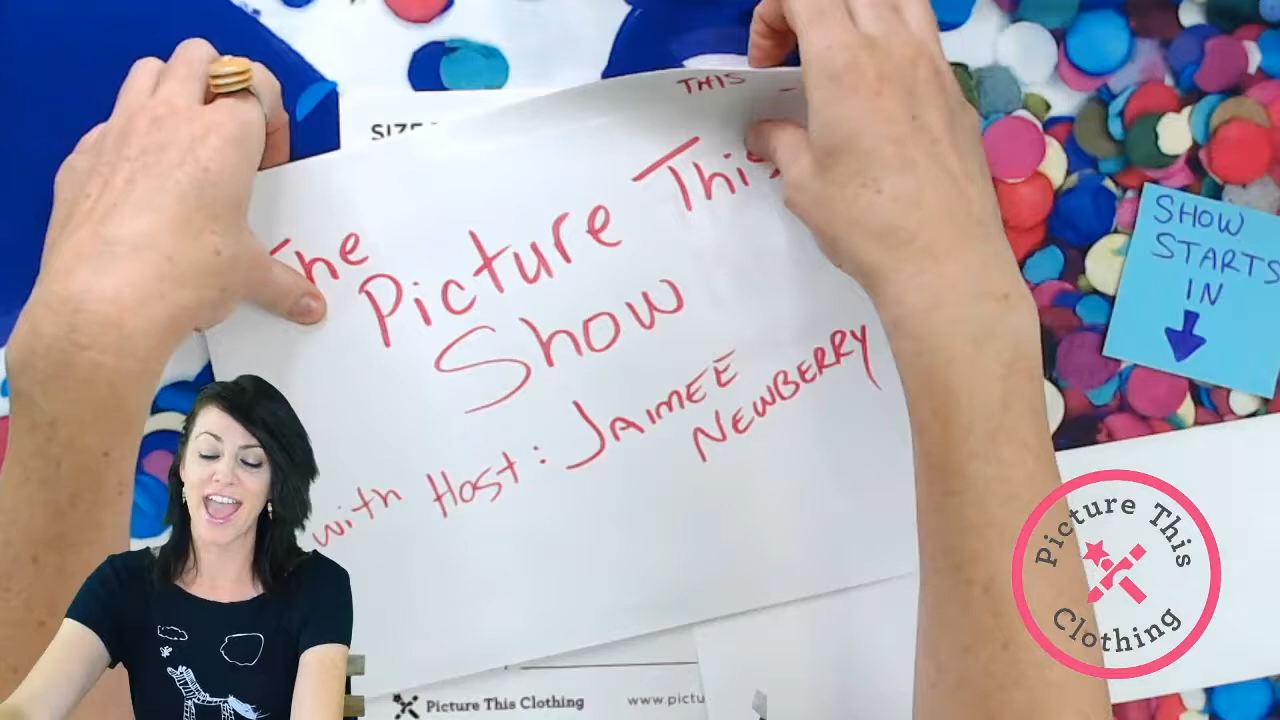 THIS
SIZE
The
Picture This
Show
with Host: JAIMEE
NEWBERRY
SHOW
STARTS
IN
Picture This
Clothing
Picture This Clothing www.pictu